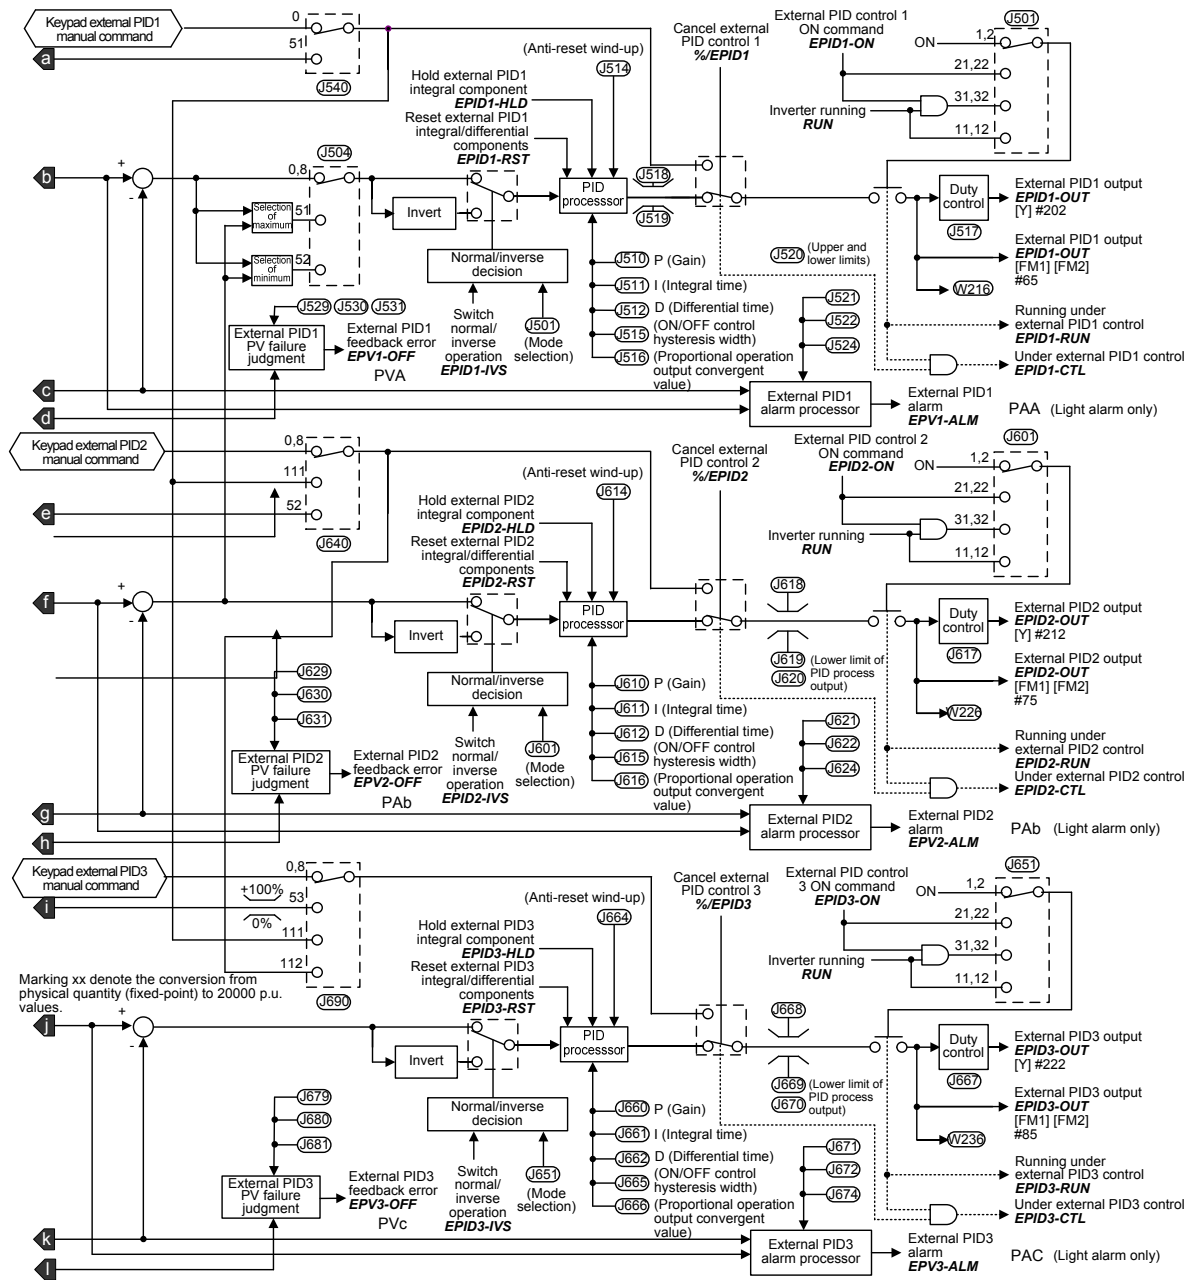 Keypad external PID1
manual command
0
51
a
J540
(Anti-reset wind-up)
J514
Hold external PID1
integral component
EPID1-HLD
Reset external PID1
integral/differential
components
EPID1-RST
Cancel external
PID control 1
%/EPID1
External PID control 1
ON command
EPID1-ON
ON
1,2
J501
21,22
31,32
11,12
Inverter running
RUN
b
+
-
J504
0,8
51
52
Selection
of
maximum
Selection
of
minimum
Invert
PID
processsor
J518
J519
Normal/inverse
decision
Switch
normal/
inverse
operation
EPID1-IVS
J501
(Mode
selection)
J510 P (Gain)
J511 I (Integral time)
J512 D (Differential time)
J515 (ON/OFF control
hysteresis width)
J516 (Proportional operation
output convergent
value)
J520 (Upper and
lower limits)
J521
J522
J524
Duty
control
J517
External PID1 output
EPID1-OUT
[Y] #202
External PID1 output
EPID1-OUT
[FM1] [FM2]
#65
W216
Running under
external PID1 control
EPID1-RUN
Under external PID1 control
EPID1-CTL
J529 J530 J531
External PID1
PV failure
judgment
External PID1
feedback error
EPV1-OFF
PVA
c
d
External PID1
alarm processor
External PID1
alarm
EPV1-ALM
PAA (Light alarm only)
Keypad external PID2
manual command
0,8
111
52
e
J640
(Anti-reset wind-up)
J614
Hold external PID2
integral component
EPID2-HLD
Reset external PID2
integral/differential
components
EPID2-RST
Cancel external
PID control 2
%/EPID2
External PID control 2
ON command
EPID2-ON
ON
1,2
J601
21,22
31,32
11,12
Inverter running
RUN
f
+
-
Invert
PID
processsor
J618
J619 (Lower limit of
J620 PID process
output)
Normal/inverse
decision
Switch
normal/
inverse
operation
EPID2-IVS
J601
(Mode
selection)
J610 P (Gain)
J611 I (Integral time)
J612 D (Differential time)
J615 (ON/OFF control
hysteresis width)
J616 (Proportional operation
output convergent
value)
J621
J622
J624
Duty
control
J617
External PID2 output
EPID2-OUT
[Y] #212
External PID2 output
EPID2-OUT
[FM1] [FM2]
#75
W226
Running under
external PID2 control
EPID2-RUN
Under external PID2 control
EPID2-CTL
J629
J630
J631
External PID2
PV failure
judgment
External PID2
feedback error
EPV2-OFF
PAb
g
h
External PID2
alarm processor
External PID2
alarm
EPV2-ALM
PAb (Light alarm only)
Keypad external PID3
manual command
0,8
+100%
53
i
0%
111
112
J690
Marking xx denote the conversion from
physical quantity (fixed-point) to 20000 p.u.
values.
(Anti-reset wind-up)
J664
Hold external PID3
integral component
EPID3-HLD
Reset external PID3
integral/differential
components
EPID3-RST
Cancel external
PID control 3
%/EPID3
External PID control
3 ON command
EPID3-ON
ON
1,2
J651
21,22
31,32
11,12
Inverter running
RUN
j
+
-
Invert
PID
processsor
J668
J669 (Lower limit of
J670 PID process
output)
Normal/inverse
decision
Switch
normal/
inverse
operation
EPID3-IVS
J651
(Mode
selection)
J660 P (Gain)
J661 I (Integral time)
J662 D (Differential time)
J665 (ON/OFF control
hysteresis width)
J666 (Proportional operation
output convergent
value)
J671
J672
J674
Duty
control
J667
External PID3 output
EPID3-OUT
[Y] #222
External PID3 output
EPID3-OUT
[FM1] [FM2]
#85
W236
Running under
external PID3 control
EPID3-RUN
Under external PID3 control
EPID3-CTL
J679
J680
J681
External PID3
PV failure
judgment
External PID3
feedback error
EPV3-OFF
PVc
k
l
External PID3
alarm processor
External PID3
alarm
EPV3-ALM
PAC (Light alarm only)